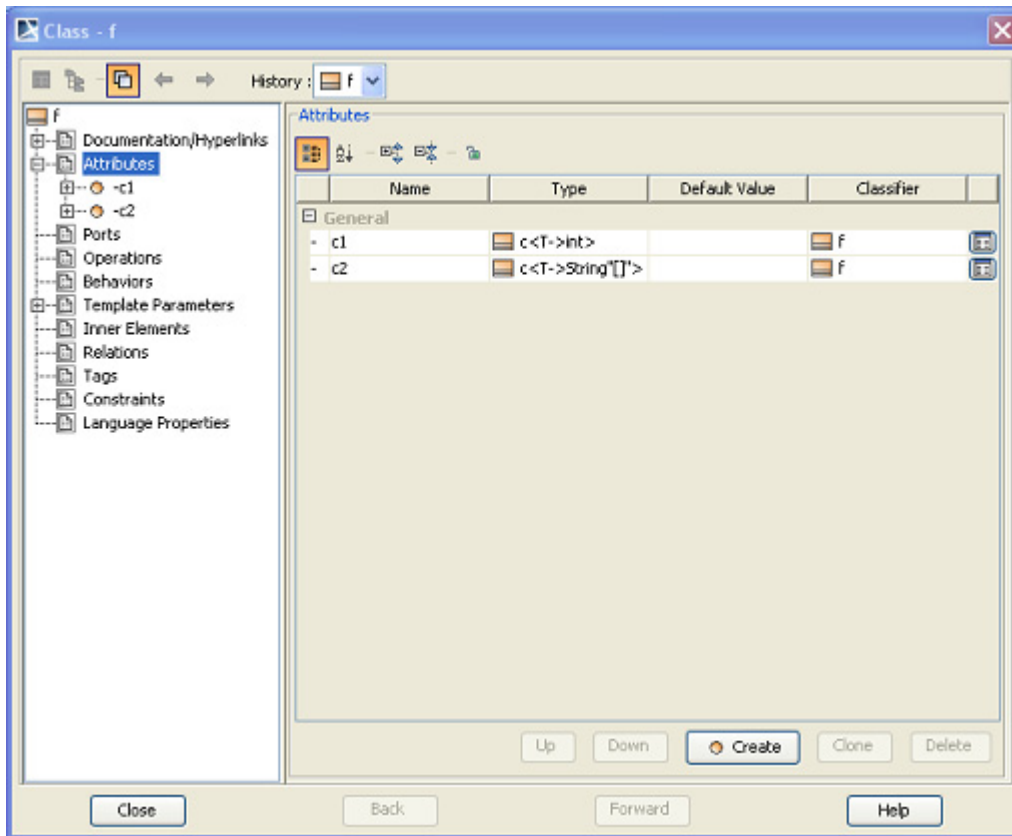 Class - f
History : f
f
Documentation/Hyperlinks
Attributes
-c1
-c2
Ports
Operations
Behaviors
Template Parameters
Inner Elements
Relations
Tags
Constraints
Language Properties
Attributes
Name Type Default Value Classifier
General
- c1 c<T->int> f
- c2 c<T->String"[]"> f
Up Down Create Clone Delete
Close Back Forward Help